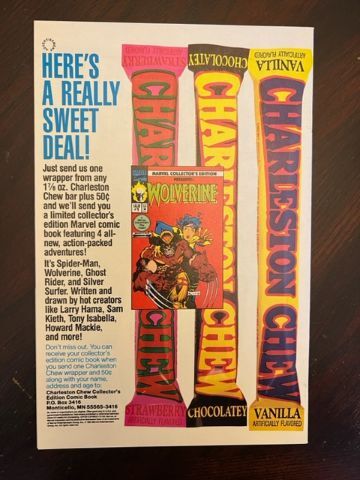 HERE'S
A REALLY
SWEET
DEAL!
Just send us one
wrapper from any
1⅞ oz. Charleston
Chew bar plus 50¢
and we'll send you
a limited collector's
edition Marvel comic
book featuring 4 all-
new, action-packed
adventures!
It's Spider-Man,
Wolverine, Ghost
Rider, and Silver
Surfer. Written and
drawn by hot creators
like Larry Hama, Sam
Kieth, Tony Isabella,
Howard Mackie,
and more!
Don't miss out. You can
receive your collector's
edition comic book when
you send one Charleston
Chew wrapper and 50¢
along with your name,
address and age to:
Charleston Chew Collector's
Edition Comic Book
P.O. Box 3416
Monticello, MN 55565-3416
MARVEL COLLECTOR'S EDITION
WOLVERINE
STRAWBERRY
ARTIFICIALLY FLAVORED
CHARLESTON CHEW
STRAWBERRY
ARTIFICIALLY FLAVORED
CHOCOLATEY
CHARLESTON CHEW
CHOCOLATEY
VANILLA
ARTIFICIALLY FLAVORED
CHARLESTON CHEW
VANILLA
ARTIFICIALLY FLAVORED